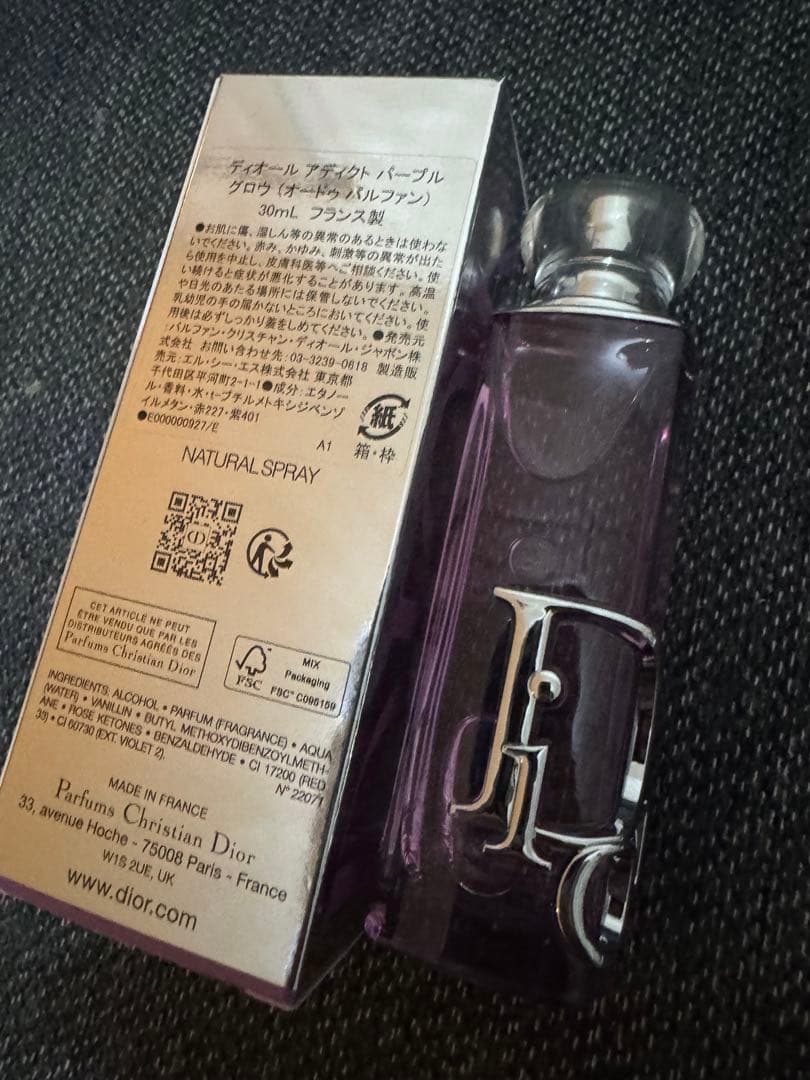 ディオール アディクト パープル
グロウ (オードゥ パルファン)
30mL フランス製
●お肌に傷、湿しん等の異常のあるときは使わな
いでください。赤み、かゆみ、刺激等の異常が出た
ら使用を中止し、皮膚科医等へご相談ください。使
い続けると症状が悪化することがあります。高温
や日光のあたる場所には保管しないでください。
乳幼児の手の届かないところにおいてください。使
用後は必ずしっかり蓋をしめてください。●発売元
:パルファン・クリスチャン・ディオール・ジャポン株
式会社 お問い合わせ先:03-3239-0618 製造販
売元:エル・シー・エス株式会社 東京都
千代田区平河町2-1-1●成分:エタノー
ル・香料・水・t-ブチルメトキシジベンゾ
イルメタン・赤227・紫401
●E000000927/E
A1
紙
箱・枠
NATURAL SPRAY
CET ARTICLE NE PEUT
ÊTRE VENDU QUE PAR LES
DISTRIBUTEURS AGRÉÉS DES
Parfums Christian Dior
FSC
MIX
Packaging
FSC™ C096159
INGREDIENTS: ALCOHOL • PARFUM (FRAGRANCE) • AQUA
(WATER) • VANILLIN • BUTYL METHOXYDIBENZOYLMETH-
ANE • ROSE KETONES • BENZALDEHYDE • CI 17200 (RED
33) • CI 60730 (EXT. VIOLET 2).
N° 22071
MADE IN FRANCE
Parfums Christian Dior
33, avenue Hoche - 75008 Paris - France
W1S 2UE, UK
www.dior.com
Dio